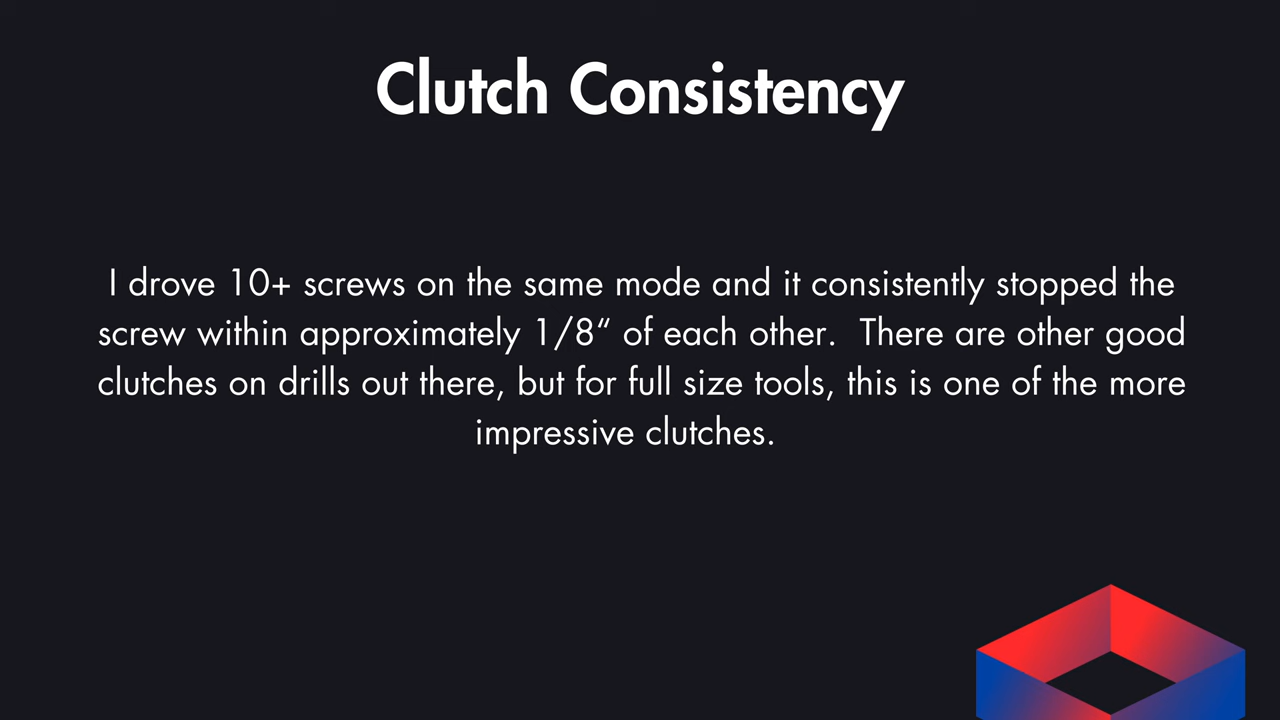 Clutch Consistency
I drove 10+ screws on the same mode and it consistently stopped the
screw within approximately 1/8“ of each other.  There are other good
clutches on drills out there, but for full size tools, this is one of the more
impressive clutches.